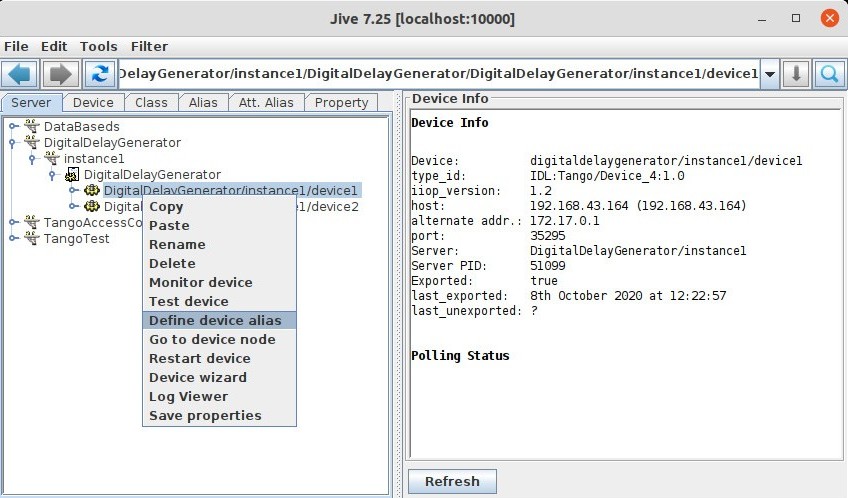 Jive 7.25 [localhost:10000]
File Edit Tools Filter
DelayGenerator/instance1/DigitalDelayGenerator/DigitalDelayGenerator/instance1/device1
Server Device Class Alias Att. Alias Property
DataBaseds
DigitalDelayGenerator
instance1
DigitalDelayGenerator
DigitalDelayGenerator/instance1/device1
Digit e1/device2
TangoAccessCo
TangoTest
Copy
Paste
Rename
Delete
Monitor device
Test device
Define device alias
Go to device node
Restart device
Device wizard
Log Viewer
Save properties
Device Info
Device Info
Device: digitaldelaygenerator/instance1/device1
type_id: IDL:Tango/Device_4:1.0
iiop_version: 1.2
host: 192.168.43.164 (192.168.43.164)
alternate addr.: 172.17.0.1
port: 35295
Server: DigitalDelayGenerator/instance1
Server PID: 51099
Exported: true
last_exported: 8th October 2020 at 12:22:57
last_unexported: ?
Polling Status
Refresh